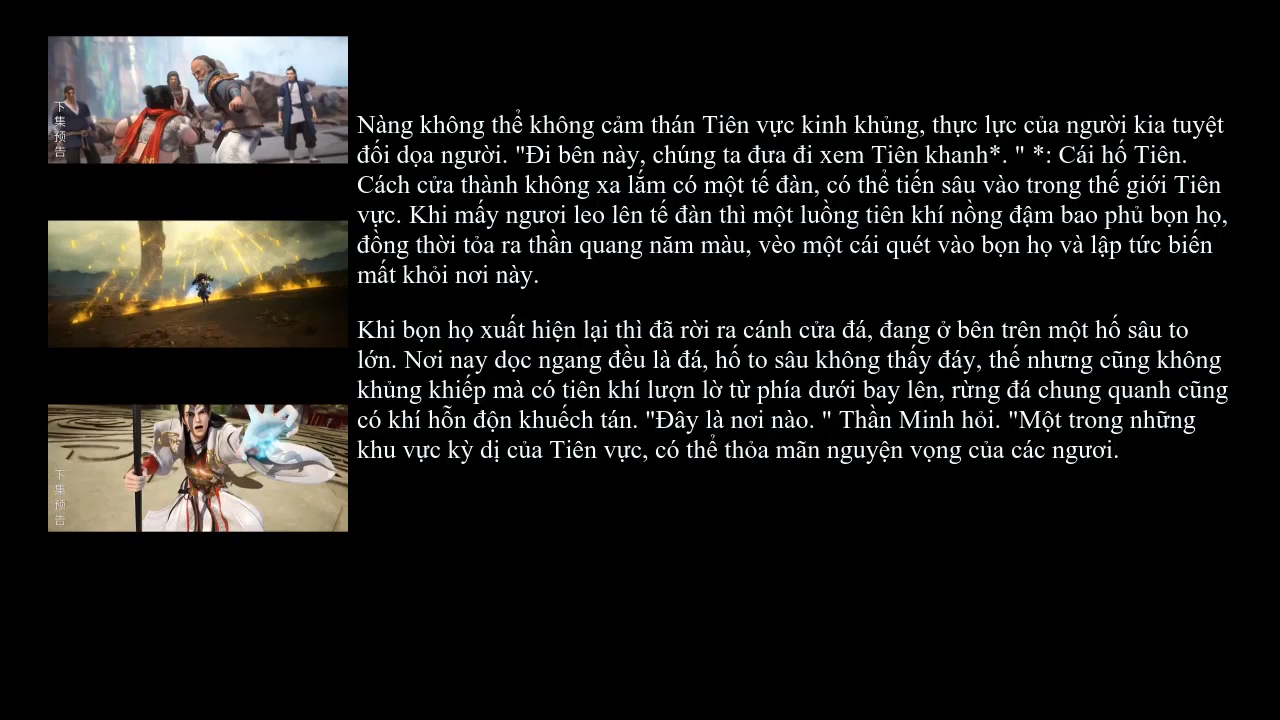 下集预告
Nàng không thể không cảm thán Tiên vực kinh khủng, thực lực của người kia tuyệt
đối dọa người. "Đi bên này, chúng ta đưa đi xem Tiên khanh*. " *: Cái hố Tiên.
Cách cửa thành không xa lắm có một tế đàn, có thể tiến sâu vào trong thế giới Tiên
vực. Khi mấy ngươi leo lên tế đàn thì một luồng tiên khí nồng đậm bao phủ bọn họ,
đồng thời tỏa ra thần quang năm màu, vèo một cái quét vào bọn họ và lập tức biến
mất khỏi nơi này.
Khi bọn họ xuất hiện lại thì đã rời ra cánh cửa đá, đang ở bên trên một hố sâu to
lớn. Nơi nay dọc ngang đều là đá, hố to sâu không thấy đáy, thế nhưng cũng không
khủng khiếp mà có tiên khí lượn lờ từ phía dưới bay lên, rừng đá chung quanh cũng
có khí hỗn độn khuếch tán. "Đây là nơi nào. " Thần Minh hỏi. "Một trong những
khu vực kỳ dị của Tiên vực, có thể thỏa mãn nguyện vọng của các ngươi.
下集预告